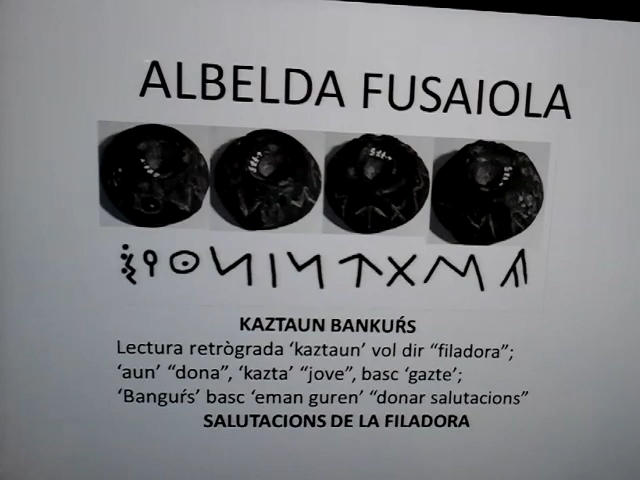 ALBELDA FUSAIOLA
KAZTAUN BANKUŔS
Lectura retrògrada ‘kaztaun’ vol dir “filadora”;
‘aun’ “dona”, ‘kazta’ “jove”, basc ‘gazte’;
‘Banguŕs’ basc ‘eman guren’ “donar salutacions”
SALUTACIONS DE LA FILADORA